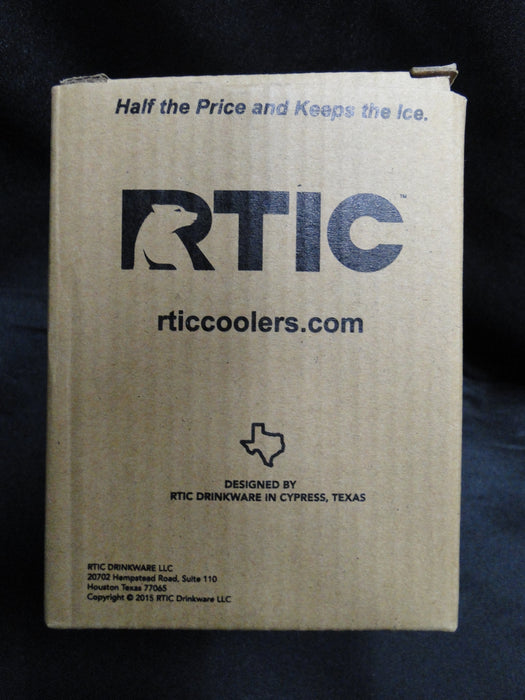 Half the Price and Keeps the Ice.
RTIC™
rticcoolers.com
DESIGNED BY
RTIC DRINKWARE IN CYPRESS, TEXAS
RTIC DRINKWARE LLC
20702 Hempstead Road, Suite 110
Houston Texas 77065
Copyright © 2015 RTIC Drinkware LLC